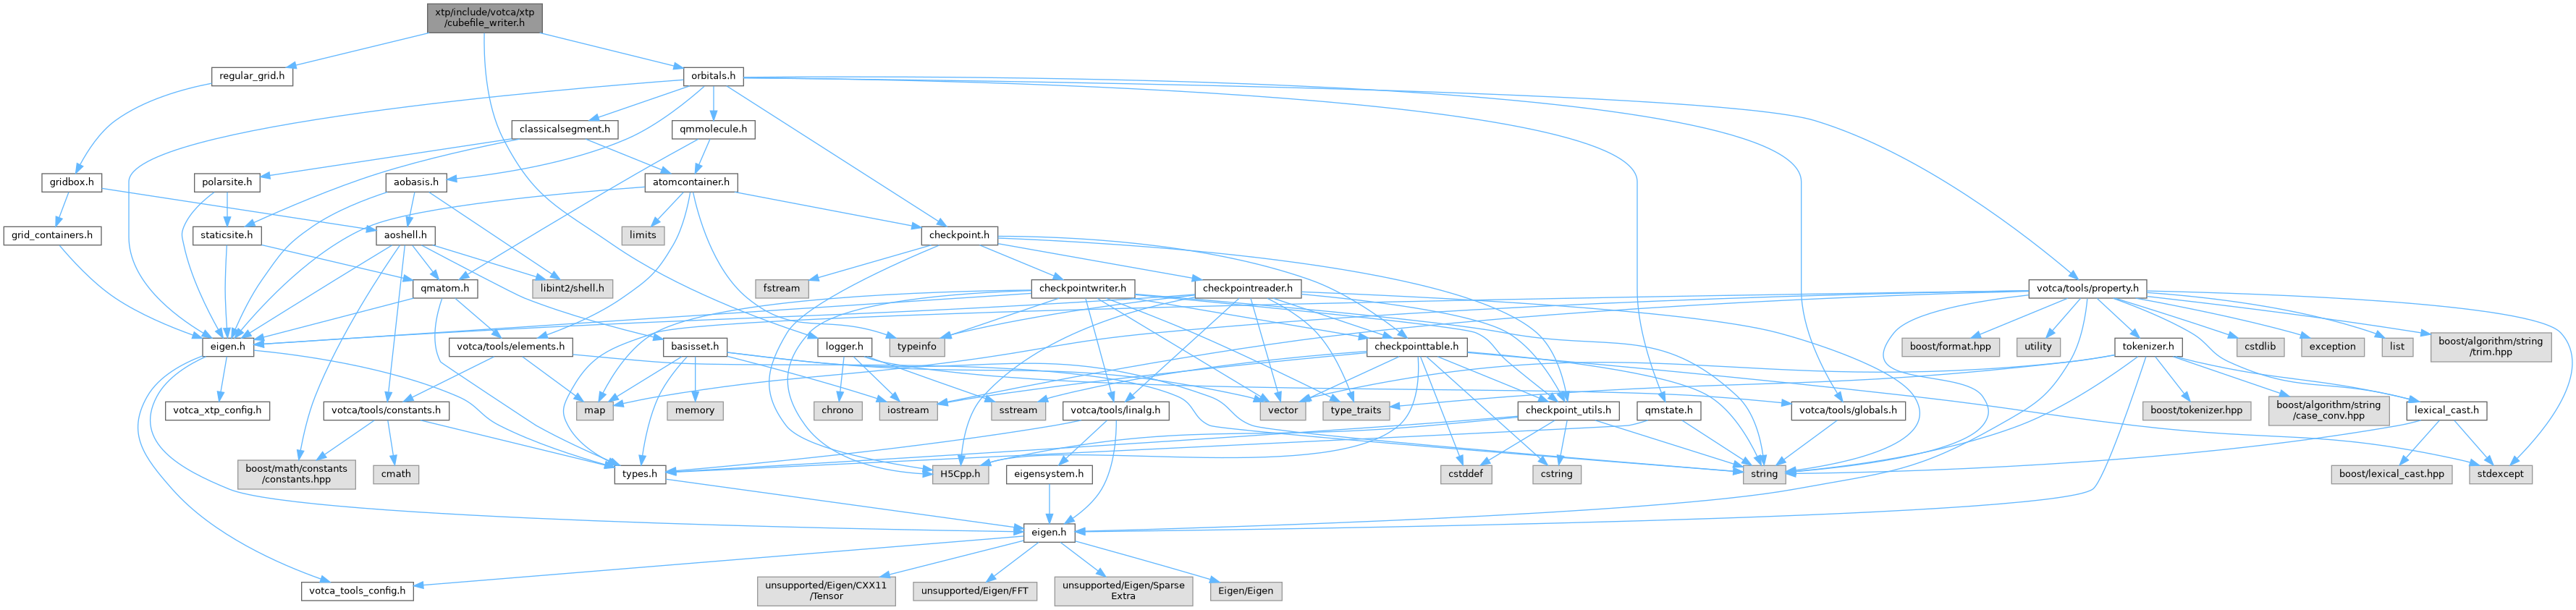 xtp/include/votca/xtp
/cubefile_writer.h
regular_grid.h
orbitals.h
classicalsegment.h
qmmolecule.h
gridbox.h
polarsite.h
aobasis.h
atomcontainer.h
grid_containers.h
staticsite.h
aoshell.h
limits
checkpoint.h
qmatom.h
libint2/shell.h
fstream
checkpointwriter.h
checkpointreader.h
votca/tools/property.h
eigen.h
votca/tools/elements.h
basisset.h
logger.h
typeinfo
checkpointtable.h
boost/format.hpp
utility
tokenizer.h
cstdlib
exception
list
boost/algorithm/string
/trim.hpp
votca_xtp_config.h
votca/tools/constants.h
map
memory
chrono
iostream
sstream
votca/tools/linalg.h
vector
type_traits
checkpoint_utils.h
qmstate.h
votca/tools/globals.h
boost/tokenizer.hpp
boost/algorithm/string
/case_conv.hpp
lexical_cast.h
boost/math/constants
/constants.hpp
cmath
types.h
H5Cpp.h
eigensystem.h
cstddef
cstring
string
boost/lexical_cast.hpp
stdexcept
eigen.h
votca_tools_config.h
unsupported/Eigen/CXX11
/Tensor
unsupported/Eigen/FFT
unsupported/Eigen/Sparse
Extra
Eigen/Eigen